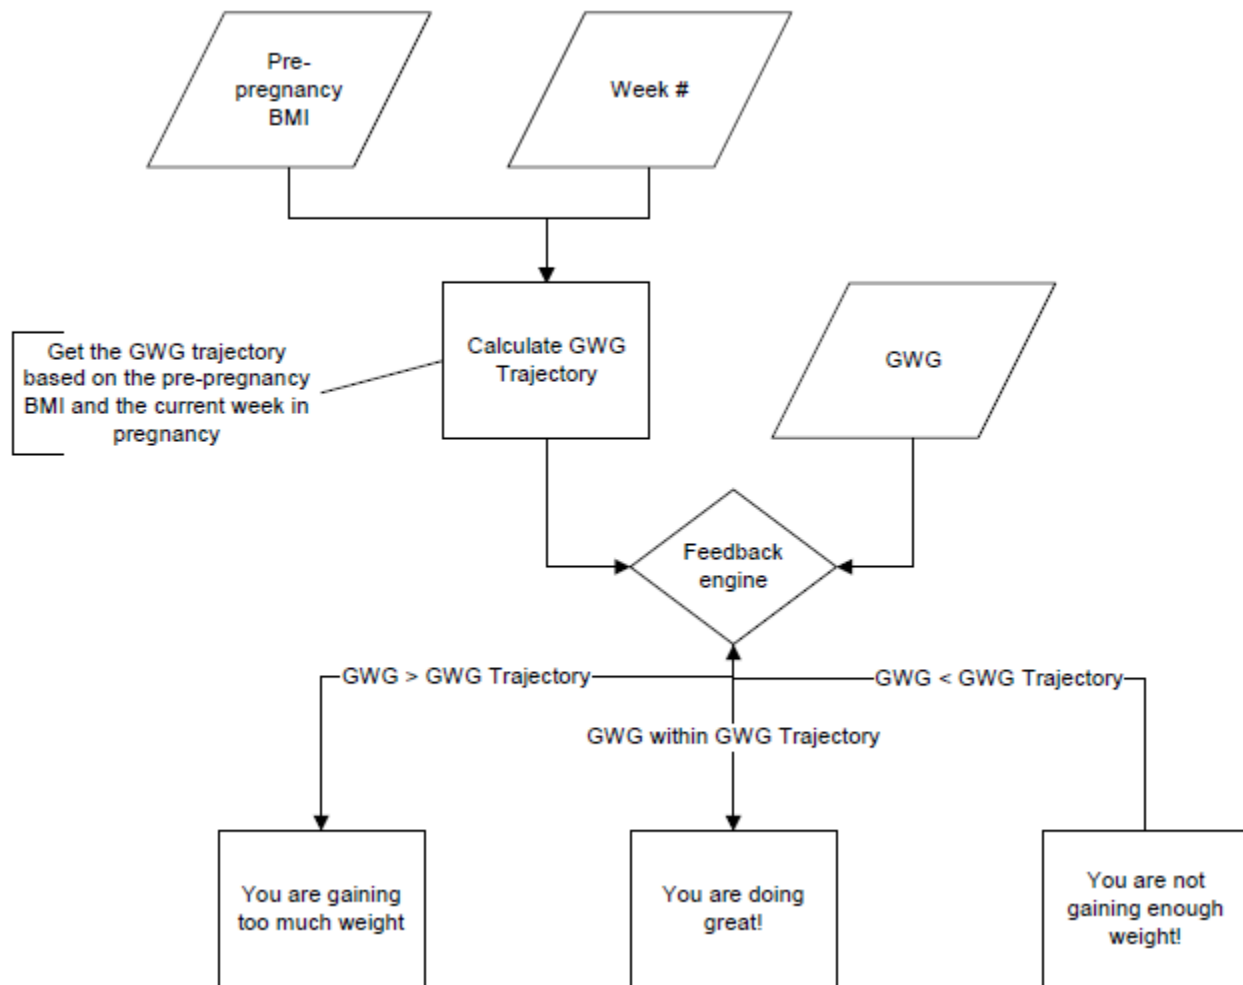 Pre-
pregnancy
BMI
Week #
Calculate GWG
Trajectory
GWG
Get the GWG trajectory
based on the pre-pregnancy
BMI and the current week in
pregnancy
Feedback
engine
GWG > GWG Trajectory
GWG < GWG Trajectory
GWG within GWG Trajectory
You are gaining
too much weight
You are doing
great!
You are not
gaining enough
weight!